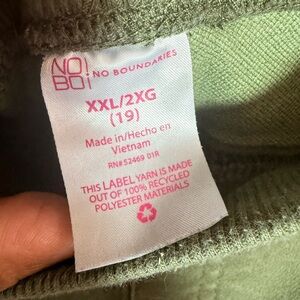 NO!
BO! NO BOUNDARIES
XXL/2XG
(19)
Made in/Hecho en
Vietnam
RN# 52469 01R
THIS LABEL YARN IS MADE
OUT OF 100% RECYCLED
POLYESTER MATERIALS